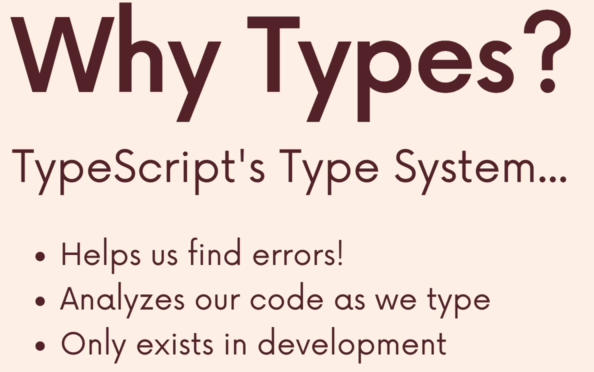 Why Types?
TypeScript's Type System...
• Helps us find errors!
• Analyzes our code as we type
• Only exists in development